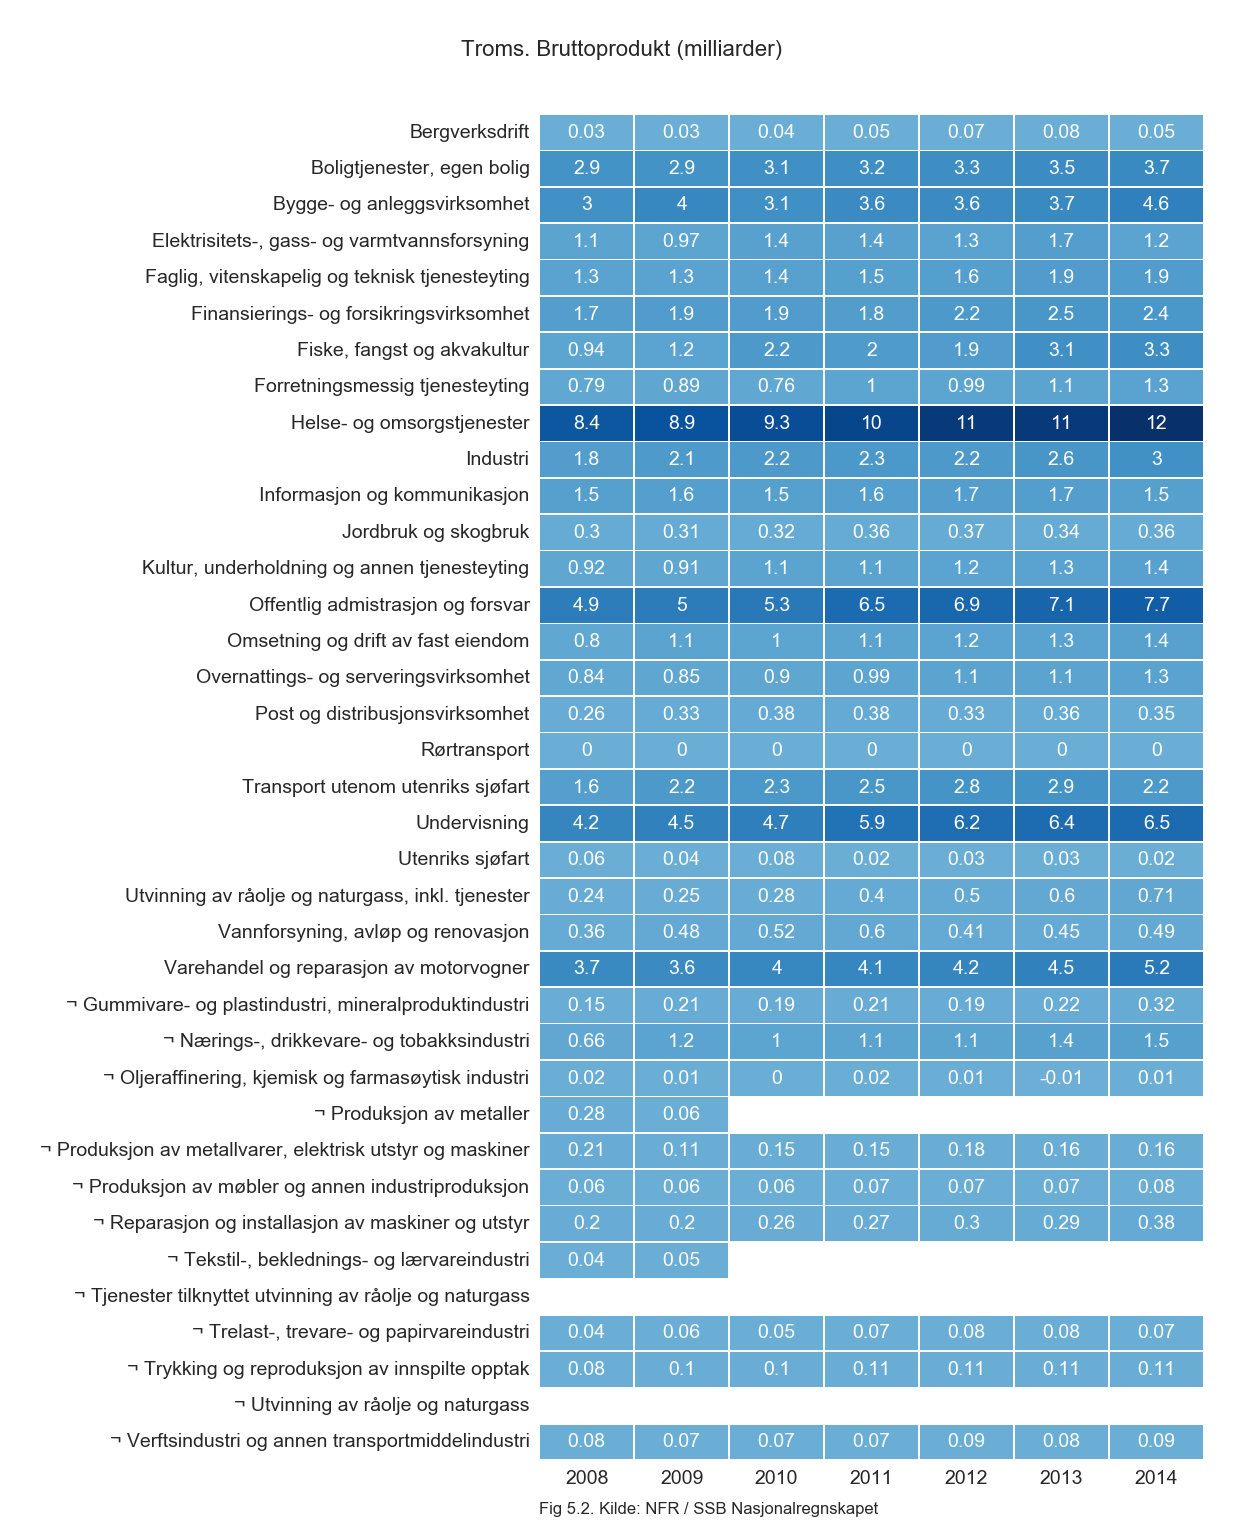 Troms. Bruttoprodukt (milliarder)
Bergverksdrift 0.03 0.03 0.04 0.05 0.07 0.08 0.05
Boligtjenester, egen bolig 2.9 2.9 3.1 3.2 3.3 3.5 3.7
Bygge- og anleggsvirksomhet 3 4 3.1 3.6 3.6 3.7 4.6
Elektrisitets-, gass- og varmtvannsforsyning 1.1 0.97 1.4 1.4 1.3 1.7 1.2
Faglig, vitenskapelig og teknisk tjenesteyting 1.3 1.3 1.4 1.5 1.6 1.9 1.9
Finansierings- og forsikringsvirksomhet 1.7 1.9 1.9 1.8 2.2 2.5 2.4
Fiske, fangst og akvakultur 0.94 1.2 2.2 2 1.9 3.1 3.3
Forretningsmessig tjenesteyting 0.79 0.89 0.76 1 0.99 1.1 1.3
Helse- og omsorgstjenester 8.4 8.9 9.3 10 11 11 12
Industri 1.8 2.1 2.2 2.3 2.2 2.6 3
Informasjon og kommunikasjon 1.5 1.6 1.5 1.6 1.7 1.7 1.5
Jordbruk og skogbruk 0.3 0.31 0.32 0.36 0.37 0.34 0.36
Kultur, underholdning og annen tjenesteyting 0.92 0.91 1.1 1.1 1.2 1.3 1.4
Offentlig admistrasjon og forsvar 4.9 5 5.3 6.5 6.9 7.1 7.7
Omsetning og drift av fast eiendom 0.8 1.1 1 1.1 1.2 1.3 1.4
Overnattings- og serveringsvirksomhet 0.84 0.85 0.9 0.99 1.1 1.1 1.3
Post og distribusjonsvirksomhet 0.26 0.33 0.38 0.38 0.33 0.36 0.35
Rørtransport 0 0 0 0 0 0 0
Transport utenom utenriks sjøfart 1.6 2.2 2.3 2.5 2.8 2.9 2.2
Undervisning 4.2 4.5 4.7 5.9 6.2 6.4 6.5
Utenriks sjøfart 0.06 0.04 0.08 0.02 0.03 0.03 0.02
Utvinning av råolje og naturgass, inkl. tjenester 0.24 0.25 0.28 0.4 0.5 0.6 0.71
Vannforsyning, avløp og renovasjon 0.36 0.48 0.52 0.6 0.41 0.45 0.49
Varehandel og reparasjon av motorvogner 3.7 3.6 4 4.1 4.2 4.5 5.2
¬ Gummivare- og plastindustri, mineralproduktindustri 0.15 0.21 0.19 0.21 0.19 0.22 0.32
¬ Nærings-, drikkevare- og tobakksindustri 0.66 1.2 1 1.1 1.1 1.4 1.5
¬ Oljeraffinering, kjemisk og farmasøytisk industri 0.02 0.01 0 0.02 0.01 -0.01 0.01
¬ Produksjon av metaller 0.28 0.06
¬ Produksjon av metallvarer, elektrisk utstyr og maskiner 0.21 0.11 0.15 0.15 0.18 0.16 0.16
¬ Produksjon av møbler og annen industriproduksjon 0.06 0.06 0.06 0.07 0.07 0.07 0.08
¬ Reparasjon og installasjon av maskiner og utstyr 0.2 0.2 0.26 0.27 0.3 0.29 0.38
¬ Tekstil-, beklednings- og lærvareindustri 0.04 0.05
¬ Tjenester tilknyttet utvinning av råolje og naturgass
¬ Trelast-, trevare- og papirvareindustri 0.04 0.06 0.05 0.07 0.08 0.08 0.07
¬ Trykking og reproduksjon av innspilte opptak 0.08 0.1 0.1 0.11 0.11 0.11 0.11
¬ Utvinning av råolje og naturgass
¬ Verftsindustri og annen transportmiddelindustri 0.08 0.07 0.07 0.07 0.09 0.08 0.09
2008 2009 2010 2011 2012 2013 2014
Fig 5.2. Kilde: NFR / SSB Nasjonalregnskapet